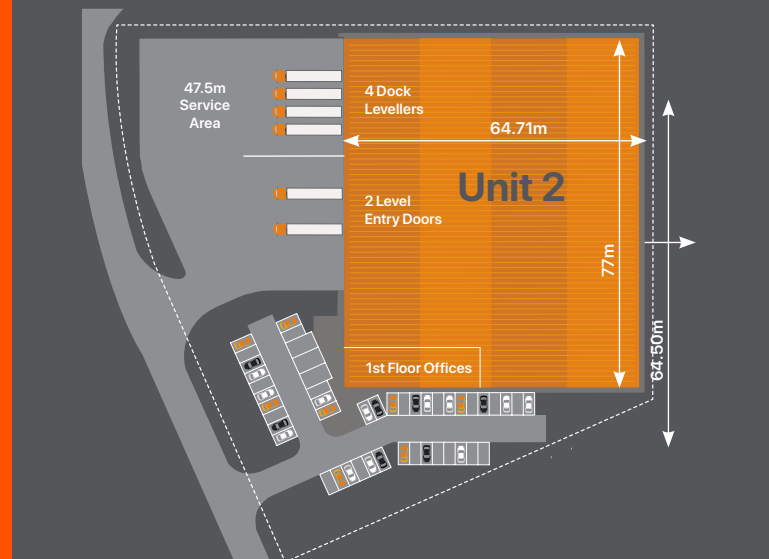 47.5m
Service
Area
4 Dock
Levellers
64.71m
Unit 2
2 Level
Entry Doors
77m
64.50m
1st Floor Offices